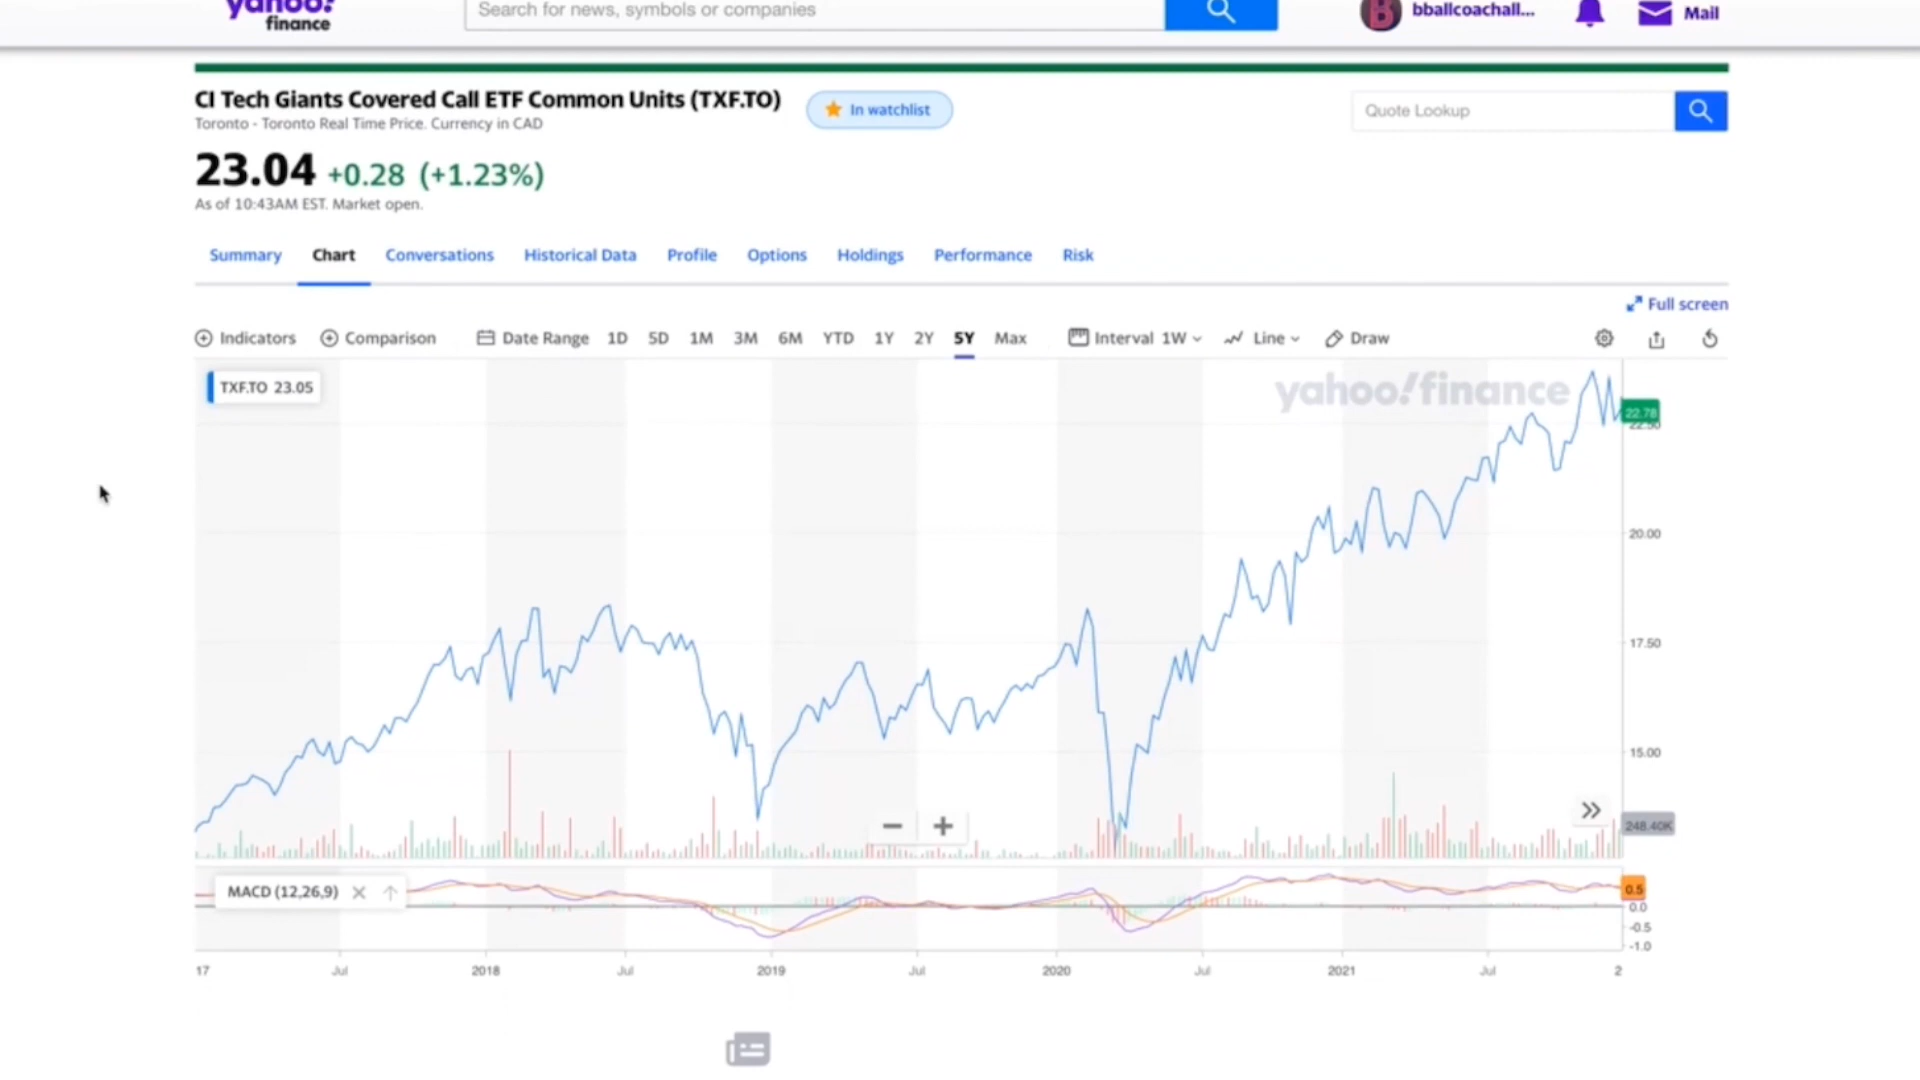 yahoo!
finance
Search for news, symbols or companies
B
bballcoachall...
Mail
CI Tech Giants Covered Call ETF Common Units (TXF.TO)
In watchlist
Quote Lookup
Toronto - Toronto Real Time Price. Currency in CAD
23.04 +0.28 (+1.23%)
As of 10:43AM EST. Market open.
Summary Chart Conversations Historical Data Profile Options Holdings Performance Risk
Full screen
Indicators Comparison Date Range 1D 5D 1M 3M 6M YTD 1Y 2Y 5Y Max Interval 1W Line Draw
TXF.TO 23.05
yahoo!finance
22.78
22.50
20.00
17.50
15.00
248.40K
MACD (12,26,9)
0.5
0.0
-0.5
-1.0
17 Jul 2018 Jul 2019 Jul 2020 Jul 2021 Jul 2